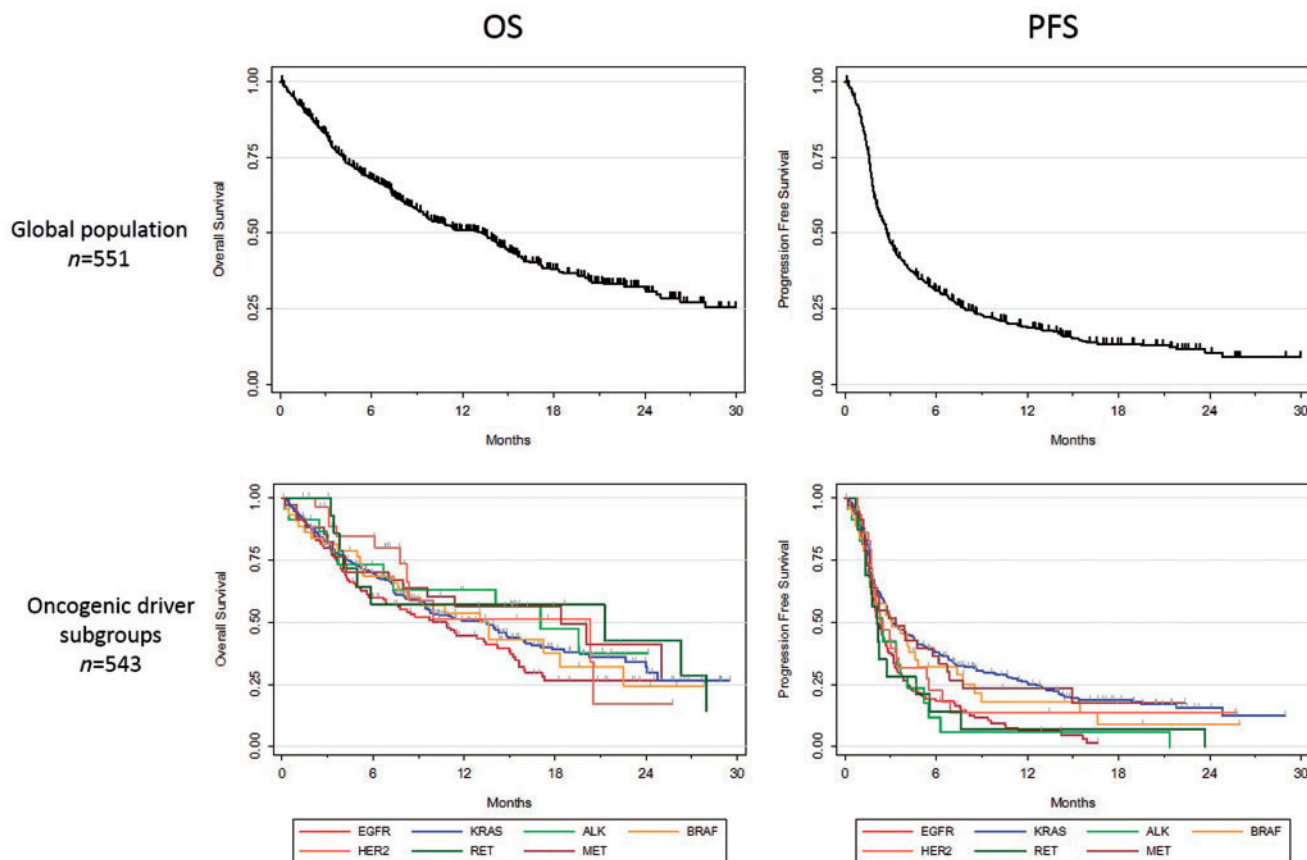 OS
PFS
Global population
n=551
Overall Survival
1.00
0.75
0.50
0.25
0.00
0 6 12 18 24 30
Months
Progression Free Survival
1.00
0.75
0.50
0.25
0.00
0 6 12 18 24 30
Months
Oncogenic driver
subgroups
n=543
Overall Survival
1.00
0.75
0.50
0.25
0.00
0 6 12 18 24 30
Months
EGFR KRAS ALK BRAF
HER2 RET MET
Progression Free Survival
1.00
0.75
0.50
0.25
0.00
0 6 12 18 24 30
Months
EGFR KRAS ALK BRAF
HER2 RET MET